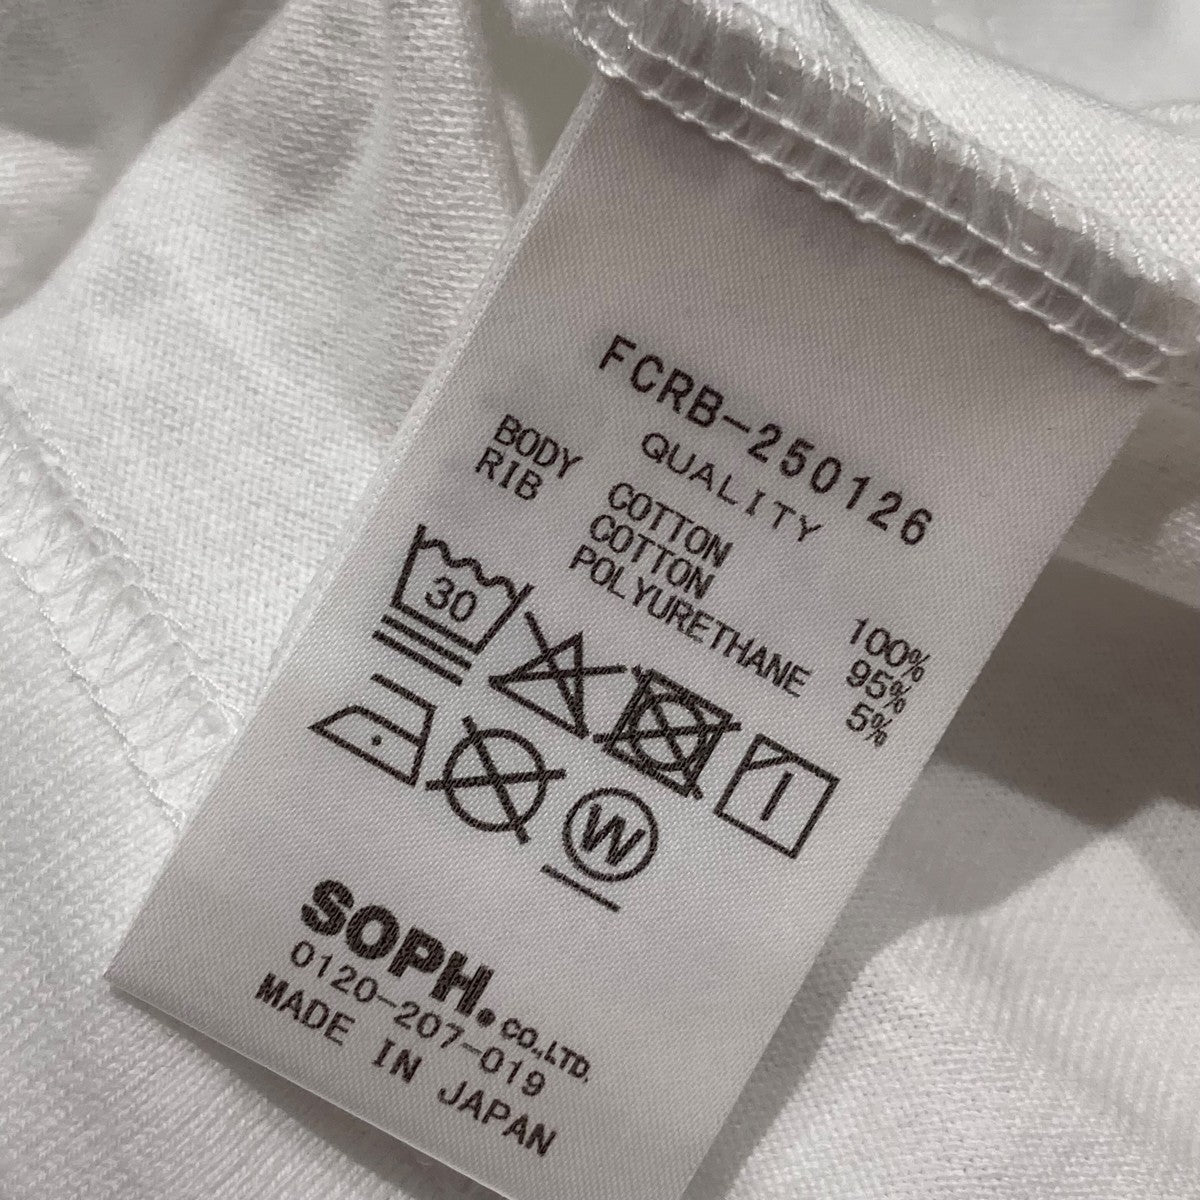 FCRB-250126
QUALITY
BODY COTTON 100%
RIB COTTON 95%
POLYURETHANE 5%
30
W
SOPH. CO.,LTD.
0120-207-019
MADE IN JAPAN